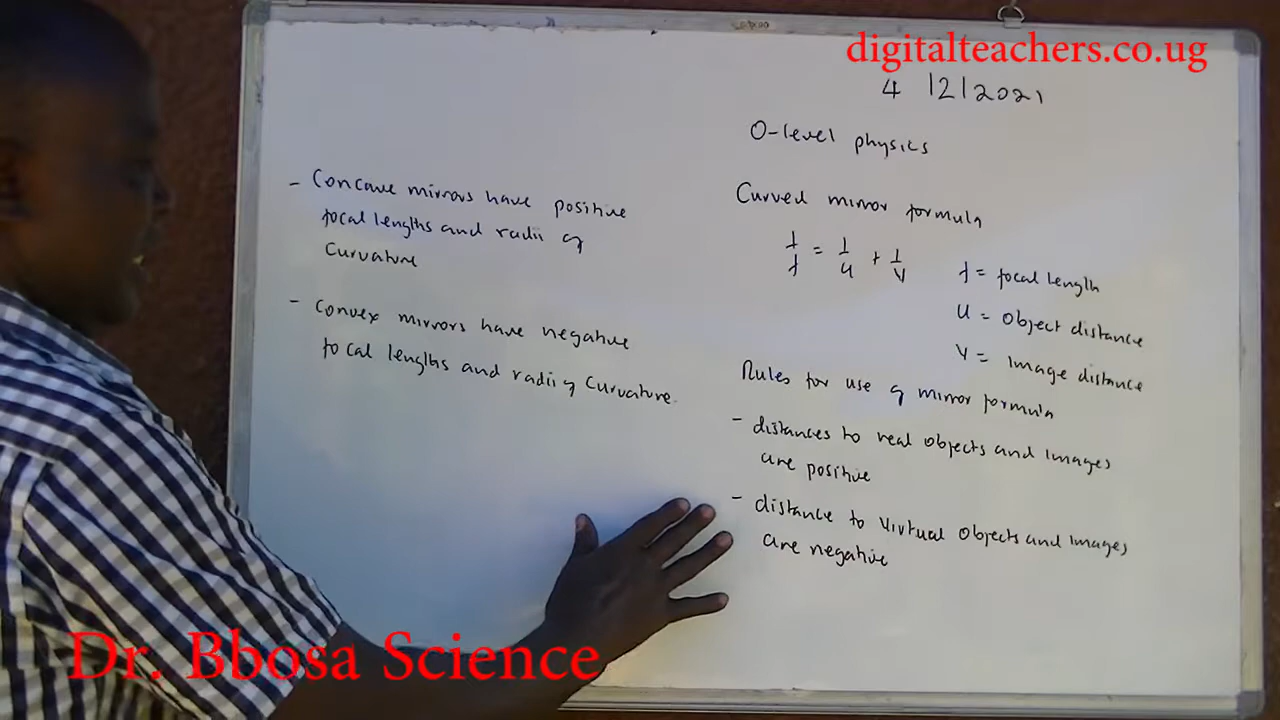 digitalteachers.co.ug
4 12 2021
O-level physics
Curved mirror formula
1/f = 1/u + 1/v
f = focal length
u = object distance
v = image distance
Rules for use of mirror formula
- distances to real objects and images
are positive
- distance to virtual objects and images
are negative
- Concave mirrors have positive
focal lengths and radii of
curvature
- Convex mirrors have negative
focal lengths and radii of curvature.
Dr. Bbosa Science